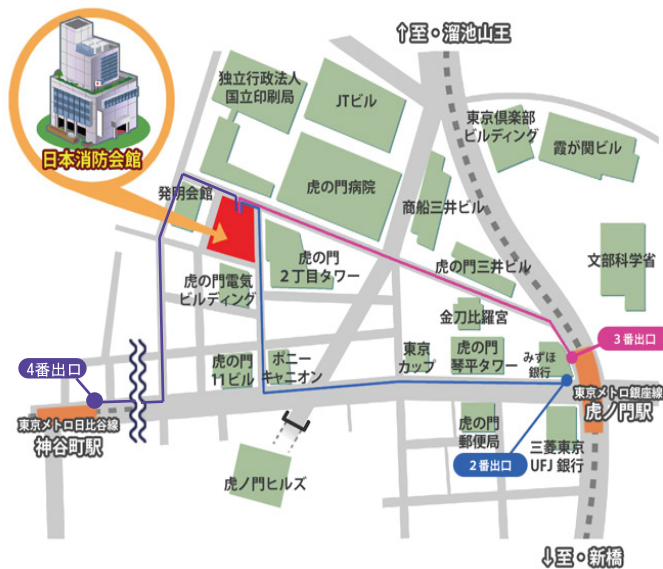 ↑至・溜池山王
独立行政法人
国立印刷局
JTビル
東京倶楽部
ビルディング
霞が関ビル
日本消防会館
発明会館
虎の門病院
商船三井ビル
虎の門
2丁目タワー
虎の門三井ビル
文部科学省
虎の門電気
ビルディング
金刀比羅宮
3番出口
4番出口
虎の門
11ビル
ポニー
キャニオン
東京
カップ
虎の門
琴平タワー
みずほ
銀行
東京メトロ銀座線
虎ノ門駅
東京メトロ日比谷線
神谷町駅
虎の門
郵便局
2番出口
三菱東京
UFJ 銀行
虎ノ門ヒルズ
↓至・新橋